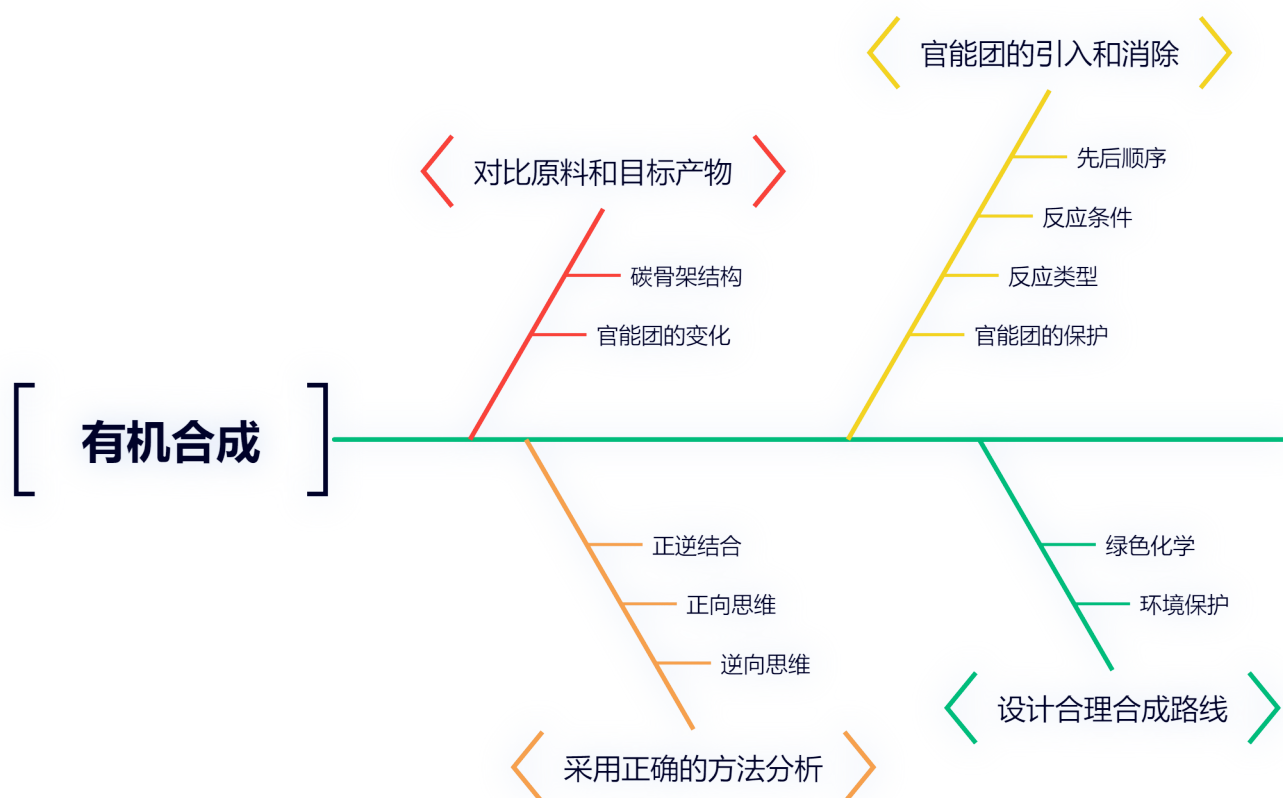 官能团的引入和消除
先后顺序
反应条件
反应类型
官能团的保护
对比原料和目标产物
碳骨架结构
官能团的变化
有机合成
正逆结合
正向思维
逆向思维
采用正确的方法分析
绿色化学
环境保护
设计合理合成路线